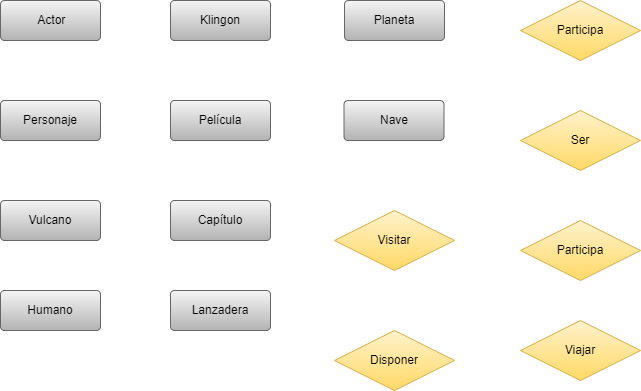 Actor
Klingon
Planeta
Participa
Personaje
Película
Nave
Ser
Vulcano
Capítulo
Visitar
Participa
Humano
Lanzadera
Disponer
Viajar